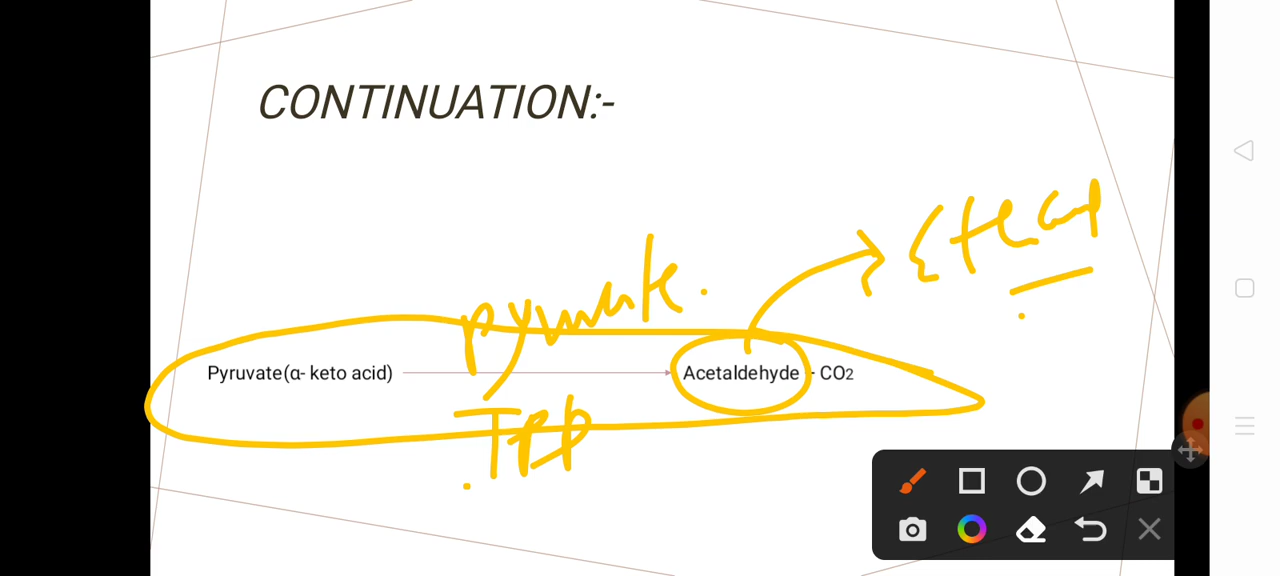 CONTINUATION:-
pyruvate.
Pyruvate(α- keto acid) Acetaldehyde + CO2
TPP